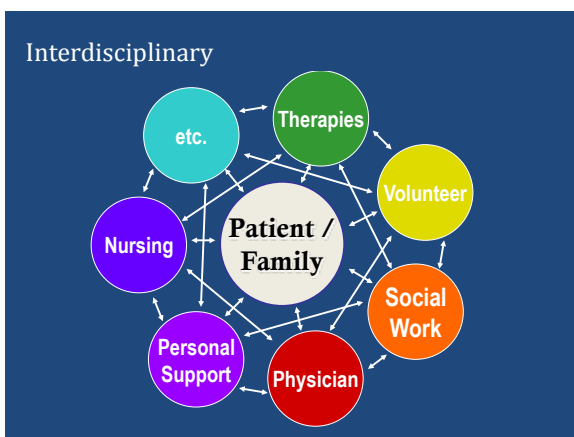 Interdisciplinary
Therapies
etc.
Volunteer
Patient /
Family
Nursing
Social
Work
Personal
Support
Physician